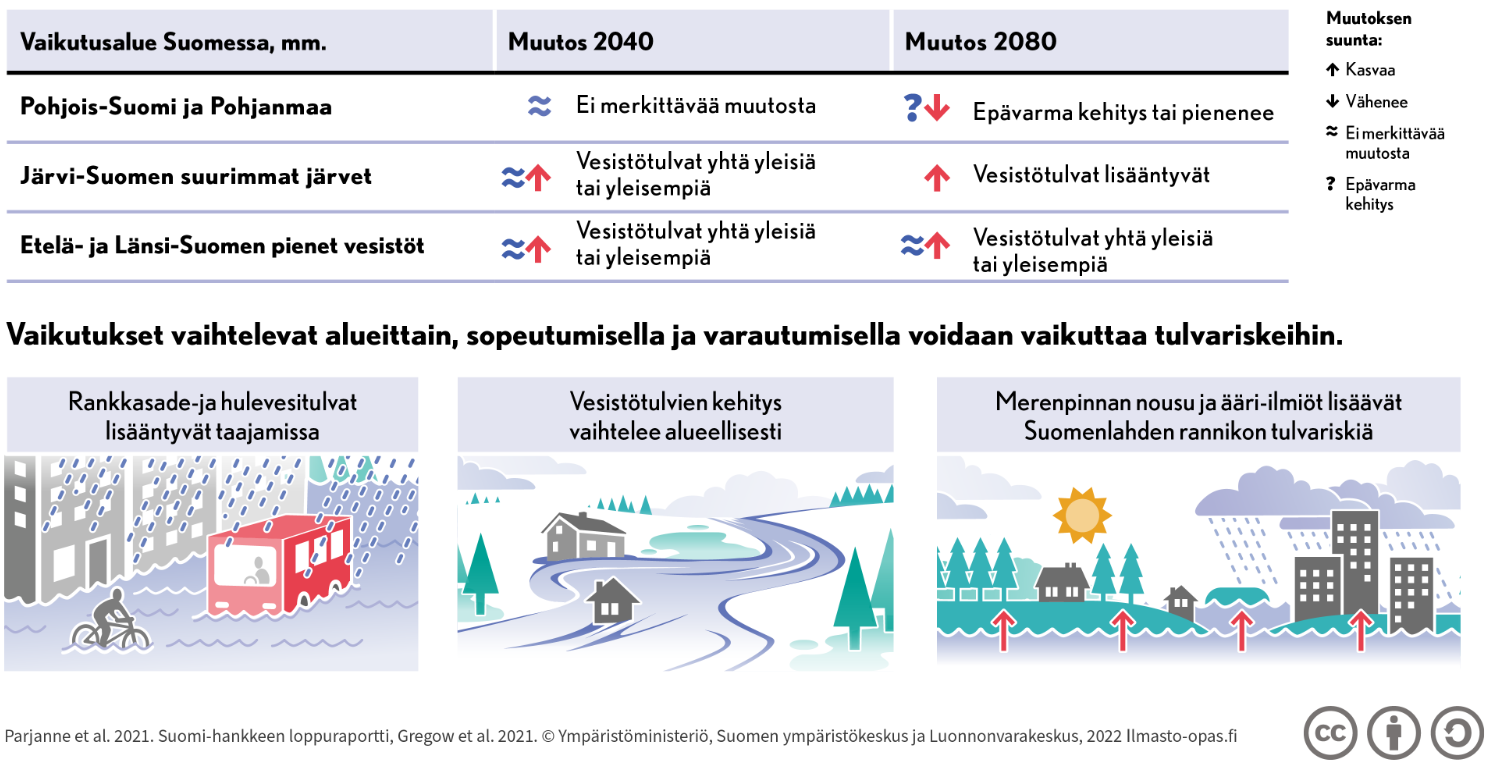 Vaikutusalue Suomessa, mm.
Muutos 2040
Muutos 2080
Pohjois-Suomi ja Pohjanmaa
≈ Ei merkittävää muutosta
?↓ Epävarma kehitys tai pienenee
Järvi-Suomen suurimmat järvet
≈↑ Vesistötulvat yhtä yleisiä
tai yleisempiä
↑ Vesistötulvat lisääntyvät
Etelä- ja Länsi-Suomen pienet vesistöt
≈↑ Vesistötulvat yhtä yleisiä
tai yleisempiä
≈↑ Vesistötulvat yhtä yleisiä
tai yleisempiä
Muutoksen
suunta:
↑ Kasvaa
↓ Vähenee
≈ Ei merkittävää
muutosta
? Epävarma
kehitys
Vaikutukset vaihtelevat alueittain, sopeutumisella ja varautumisella voidaan vaikuttaa tulvariskeihin.
Rankkasade-ja hulevesitulvat
lisääntyvät taajamissa
Vesistötulvien kehitys
vaihtelee alueellisesti
Merenpinnan nousu ja ääri-ilmiöt lisäävät
Suomenlahden rannikon tulvariskiä
Parjanne et al. 2021. Suomi-hankkeen loppuraportti, Gregow et al. 2021. © Ympäristöministeriö, Suomen ympäristökeskus ja Luonnonvarakeskus, 2022 Ilmasto-opas.fi
cc